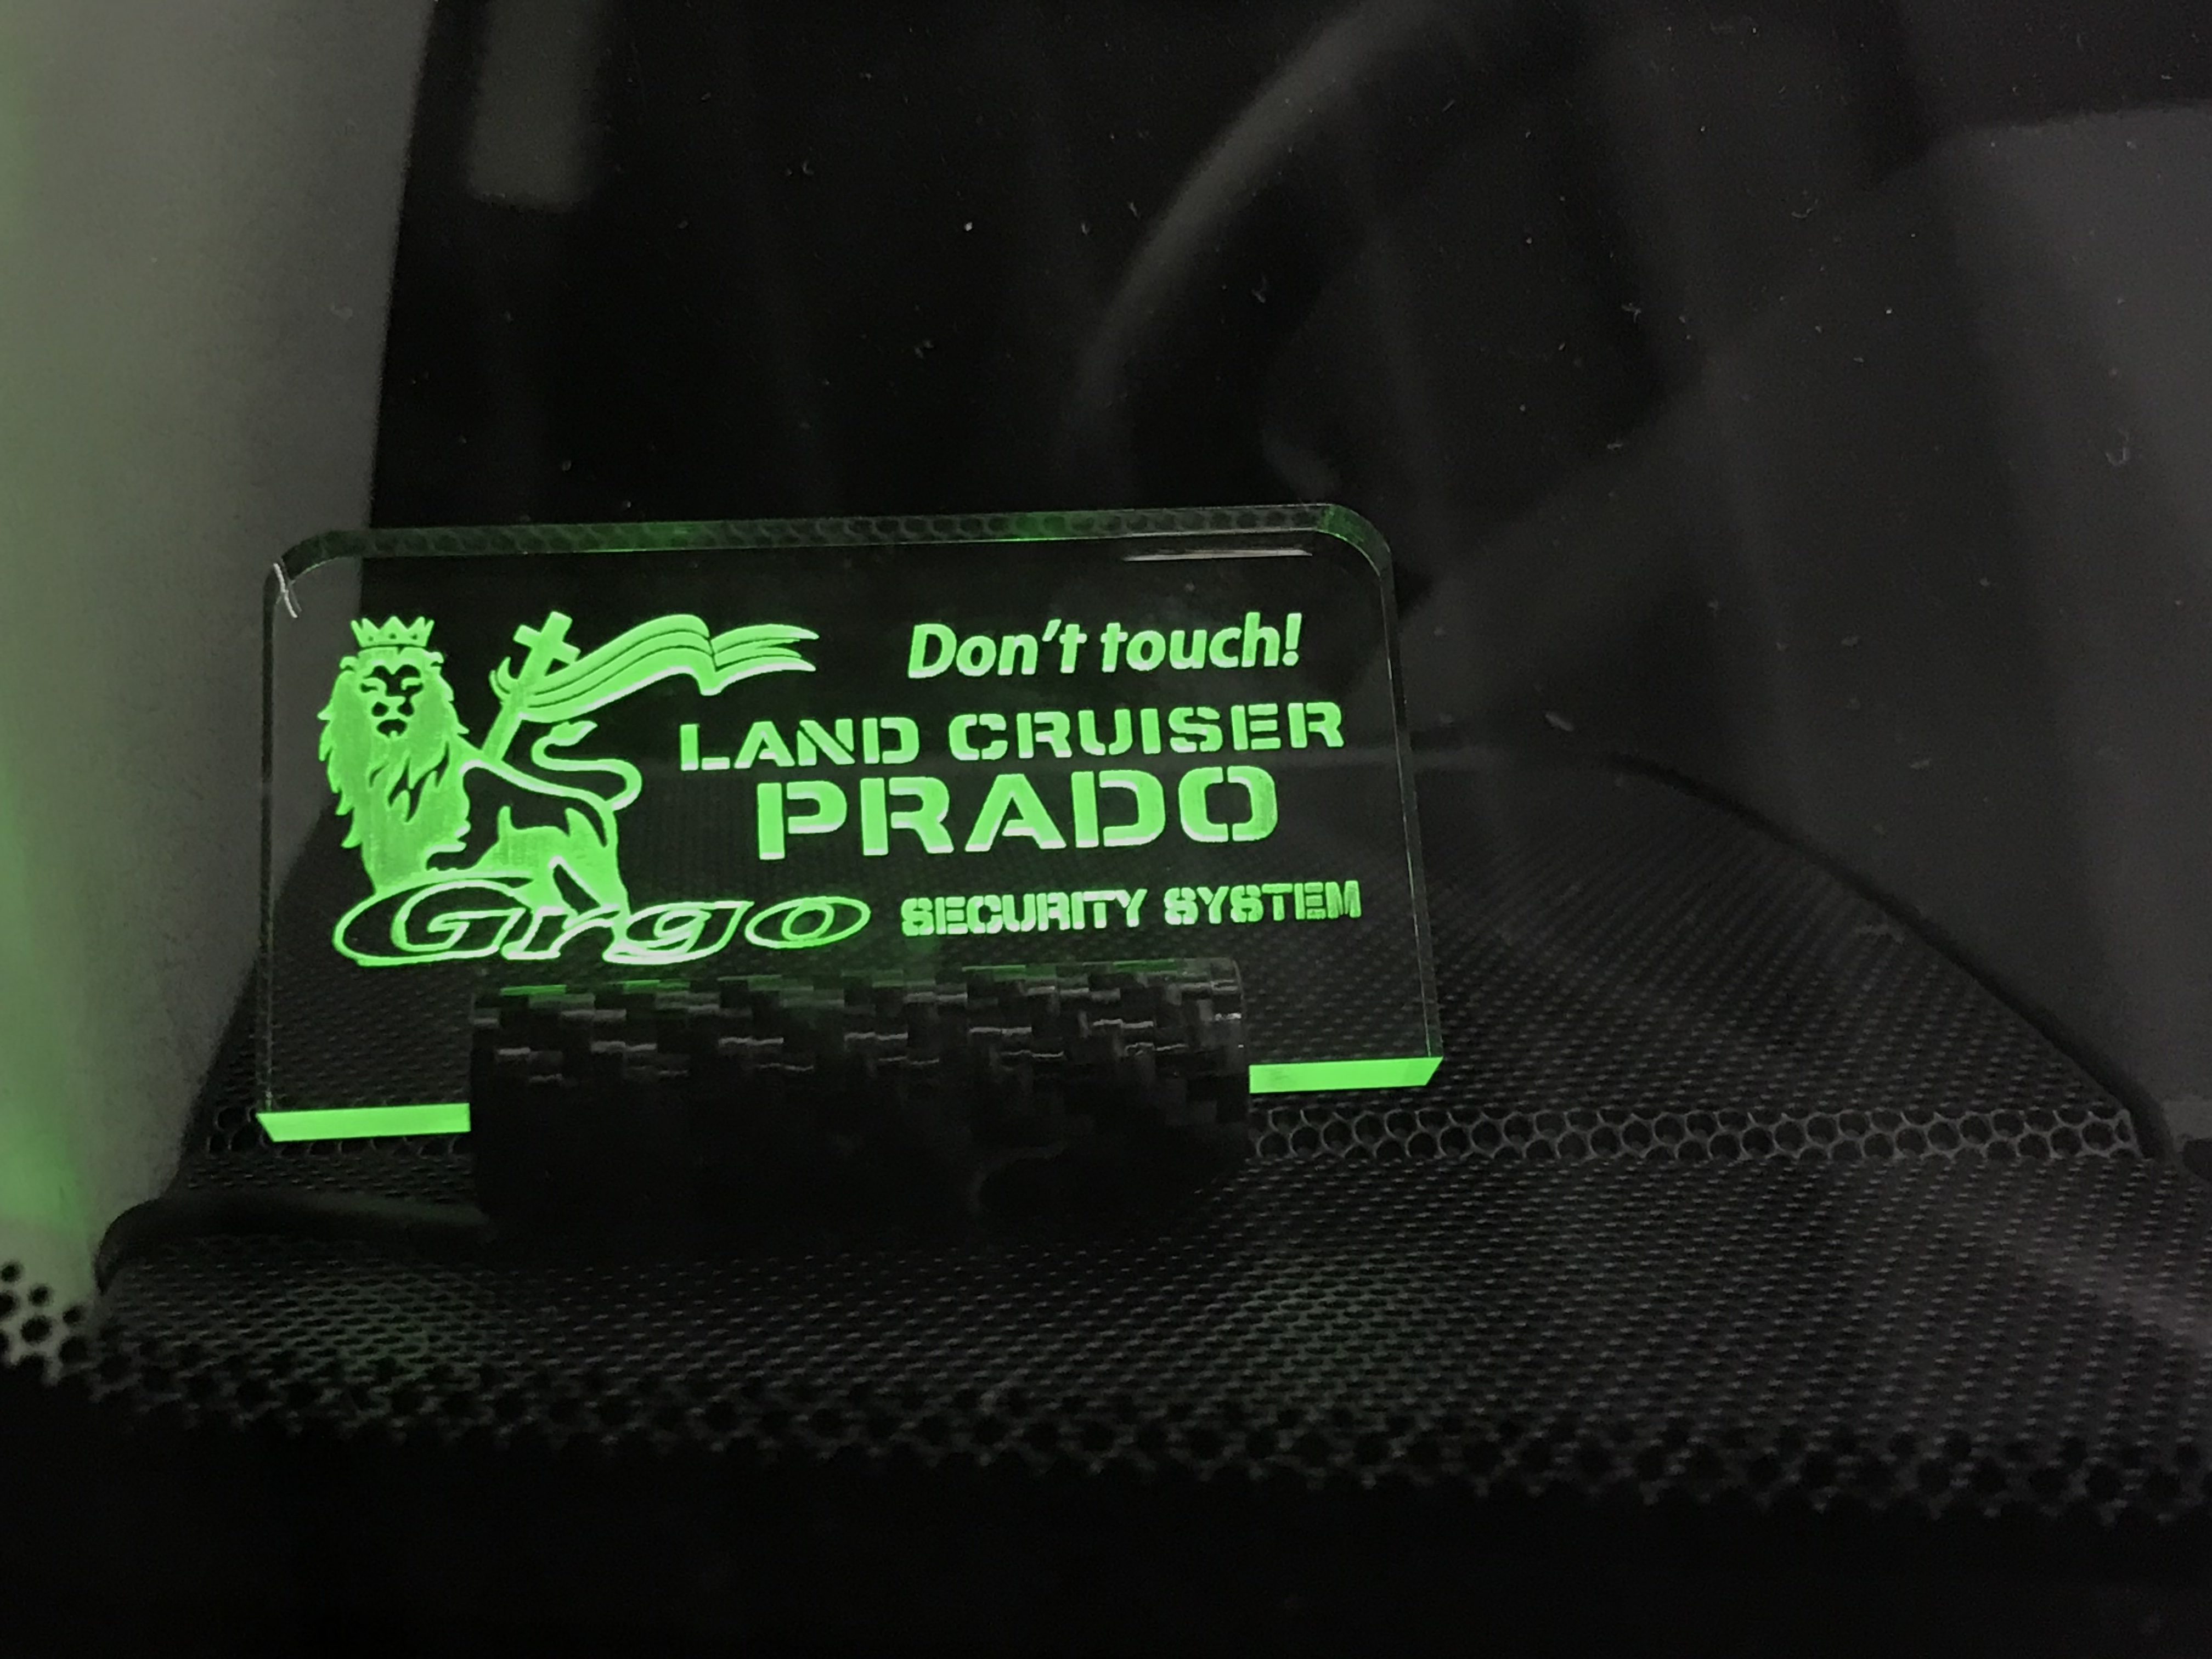 Don't touch!
LAND CRUISER
PRADO
Grgo SECURITY SYSTEM